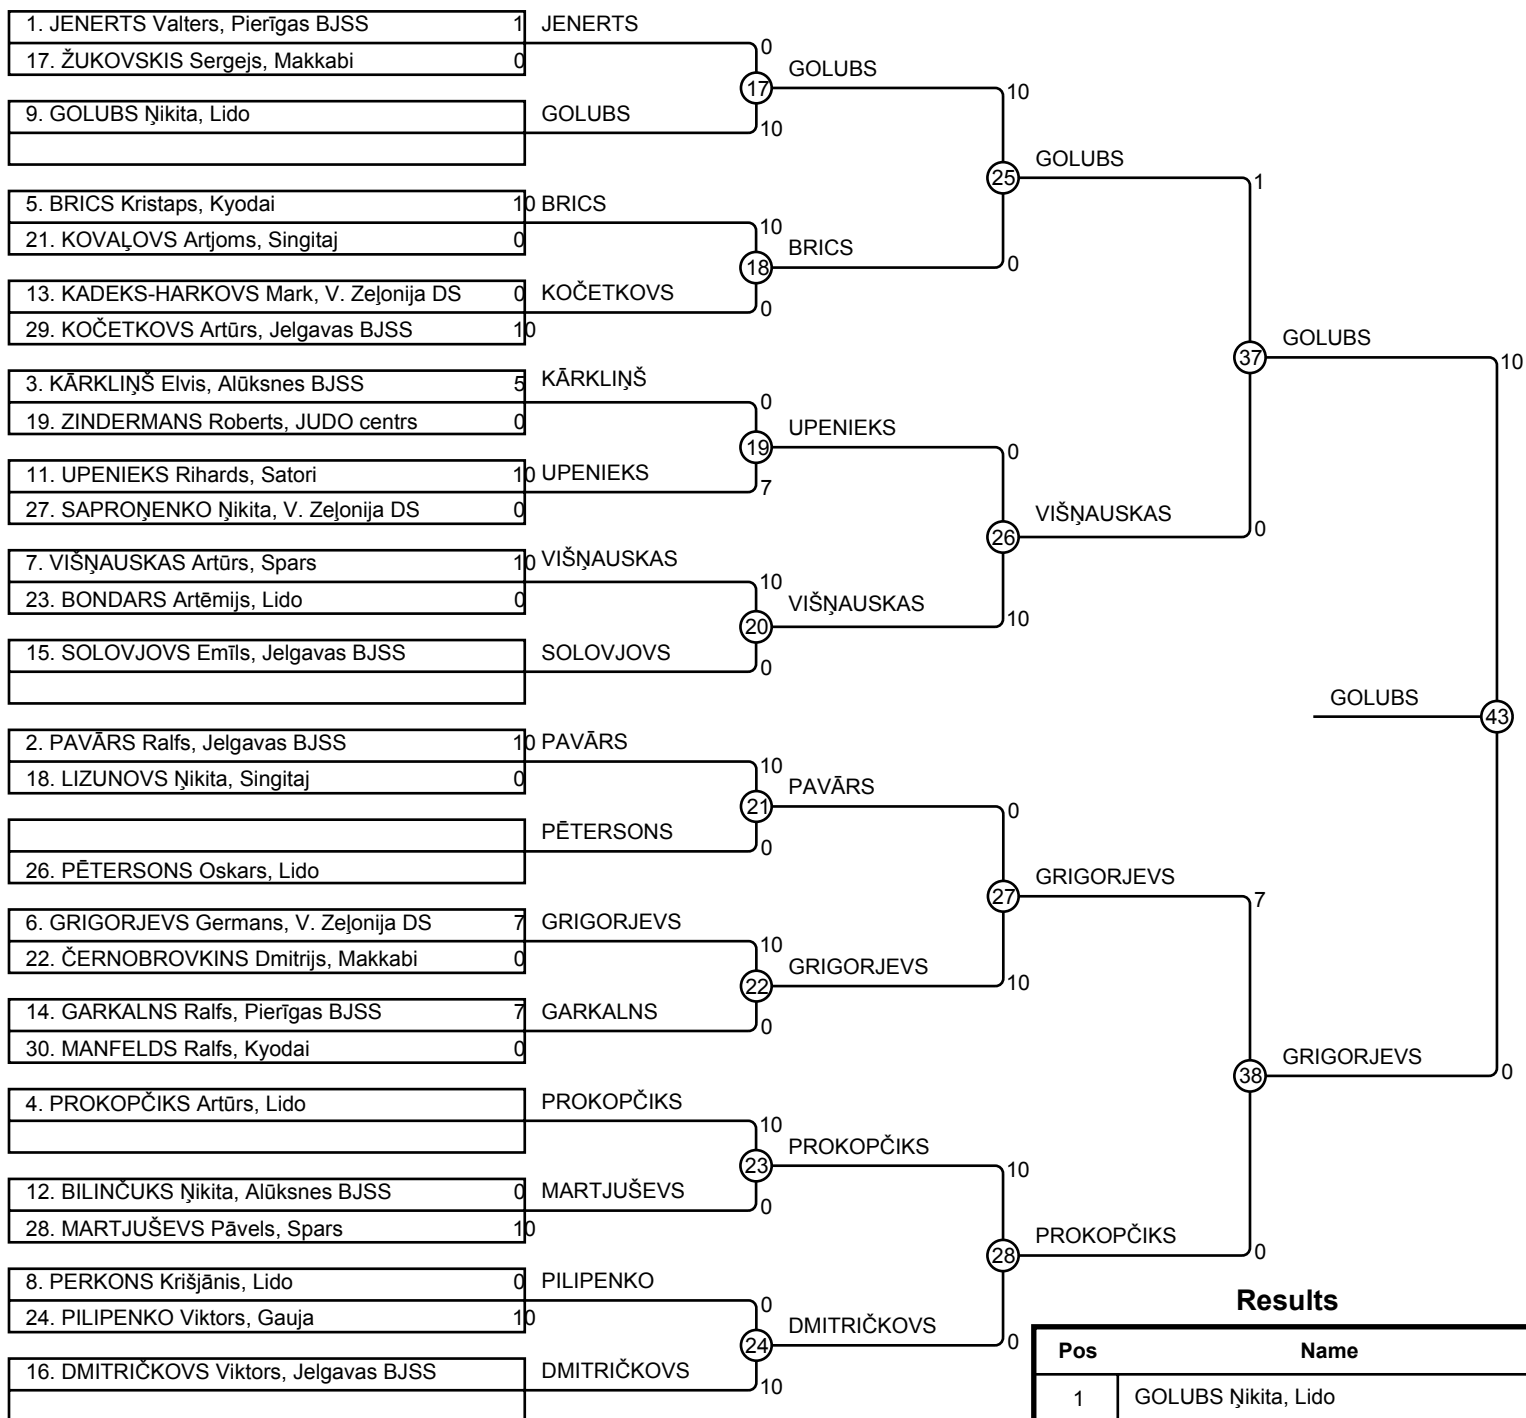 1. JENERTS Valters, Pierīgas BJSS 1 JENERTS
0
17. ŽUKOVSKIS Sergejs, Makkabi 0
GOLUBS
17
10
9. GOLUBS Ņikita, Lido GOLUBS
10
GOLUBS
25
1
5. BRICS Kristaps, Kyodai 10 BRICS
10
21. KOVAĻOVS Artjoms, Singitaj 0
BRICS
18
0
13. KADEKS-HARKOVS Mark, V. Zeļonija DS 0 KOČETKOVS
0
29. KOČETKOVS Artūrs, Jelgavas BJSS 10
GOLUBS
37
10
3. KĀRKLIŅŠ Elvis, Alūksnes BJSS 5 KĀRKLIŅŠ
0
19. ZINDERMANS Roberts, JUDO centrs 0
UPENIEKS
19
0
11. UPENIEKS Rihards, Satori 10 UPENIEKS
7
27. SAPROŅENKO Ņikita, V. Zeļonija DS 0
VIŠŅAUSKAS
26
0
7. VIŠŅAUSKAS Artūrs, Spars 10 VIŠŅAUSKAS
10
23. BONDARS Artēmijs, Lido 0
VIŠŅAUSKAS
20
10
15. SOLOVJOVS Emīls, Jelgavas BJSS SOLOVJOVS
0
GOLUBS
43
2. PAVĀRS Ralfs, Jelgavas BJSS 10 PAVĀRS
10
18. LIZUNOVS Ņikita, Singitaj 0
PAVĀRS
21
0
PĒTERSONS
0
26. PĒTERSONS Oskars, Lido
GRIGORJEVS
27
7
6. GRIGORJEVS Germans, V. Zeļonija DS 7 GRIGORJEVS
10
22. ČERNOBROVKINS Dmitrijs, Makkabi 0
GRIGORJEVS
22
10
14. GARKALNS Ralfs, Pierīgas BJSS 7 GARKALNS
0
30. MANFELDS Ralfs, Kyodai 0
GRIGORJEVS
38
0
4. PROKOPČIKS Artūrs, Lido PROKOPČIKS
10
PROKOPČIKS
23
10
12. BILINČUKS Ņikita, Alūksnes BJSS 0 MARTJUŠEVS
0
28. MARTJUŠEVS Pāvels, Spars 10
PROKOPČIKS
28
0
8. PERKONS Krišjānis, Lido 0 PILIPENKO
0
24. PILIPENKO Viktors, Gauja 10
DMITRIČKOVS
24
0
16. DMITRIČKOVS Viktors, Jelgavas BJSS DMITRIČKOVS
10
Results
Pos Name
1 GOLUBS Ņikita, Lido